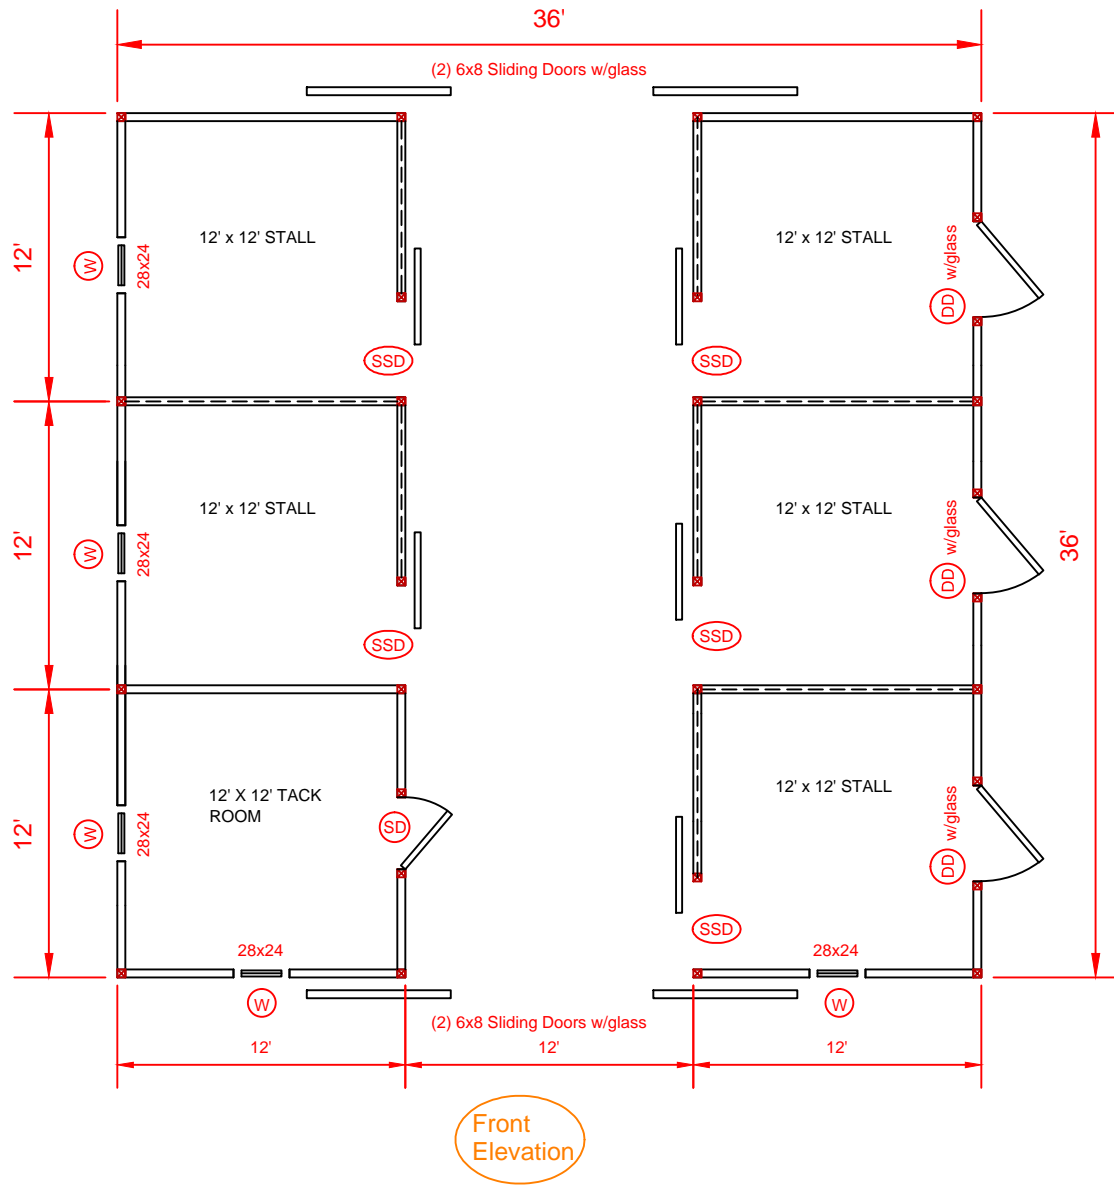 36'
(2) 6x8 Sliding Doors w/glass
12' x 12' STALL
12' x 12' STALL
12'
W
28x24
w/glass
DD
SSD
SSD
12' x 12' STALL
12' x 12' STALL
12'
W
28x24
w/glass
DD
36'
SSD
SSD
12' X 12' TACK
ROOM
12' x 12' STALL
12'
W
28x24
SD
w/glass
DD
SSD
28x24
28x24
W
W
(2) 6x8 Sliding Doors w/glass
12'
12'
12'
Front
Elevation